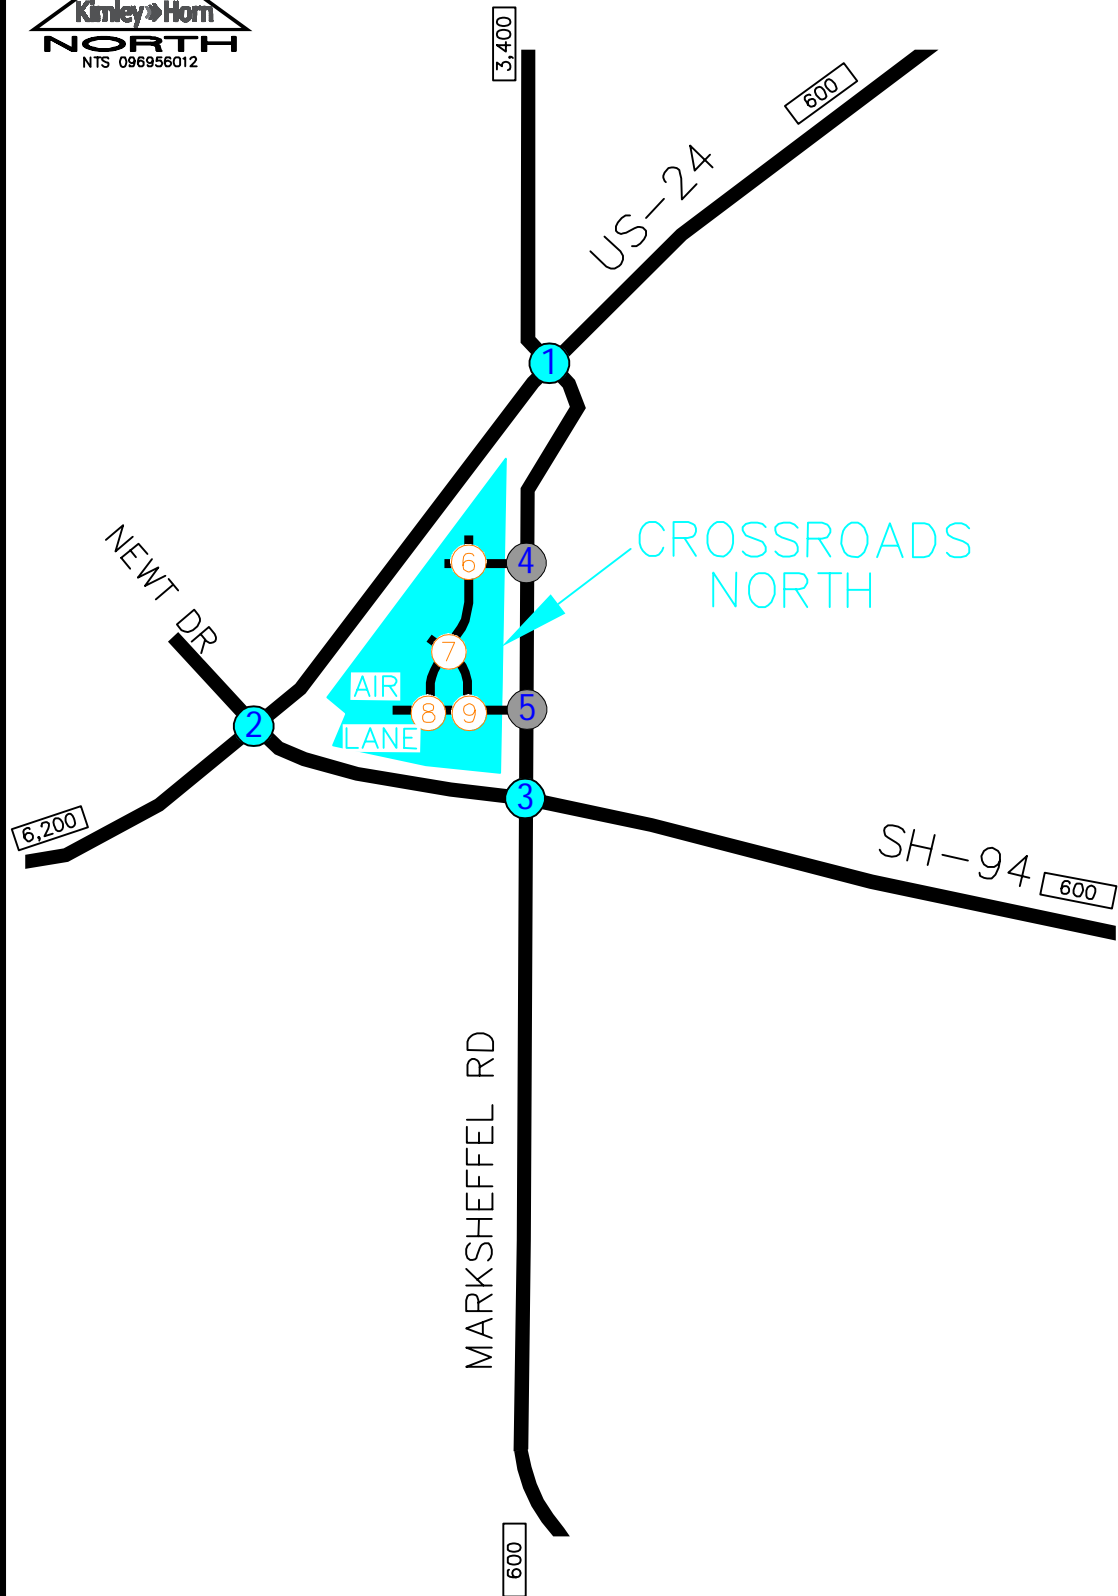 Kimley»Horn
NORTH
NTS 096956012
3,400
600
US-24
1
CROSSROADS
NORTH
NEWT DR
6
4
7
AIR
LANE
8
9
5
2
3
6,200
SH-94
600
MARKSHEFFEL RD
600